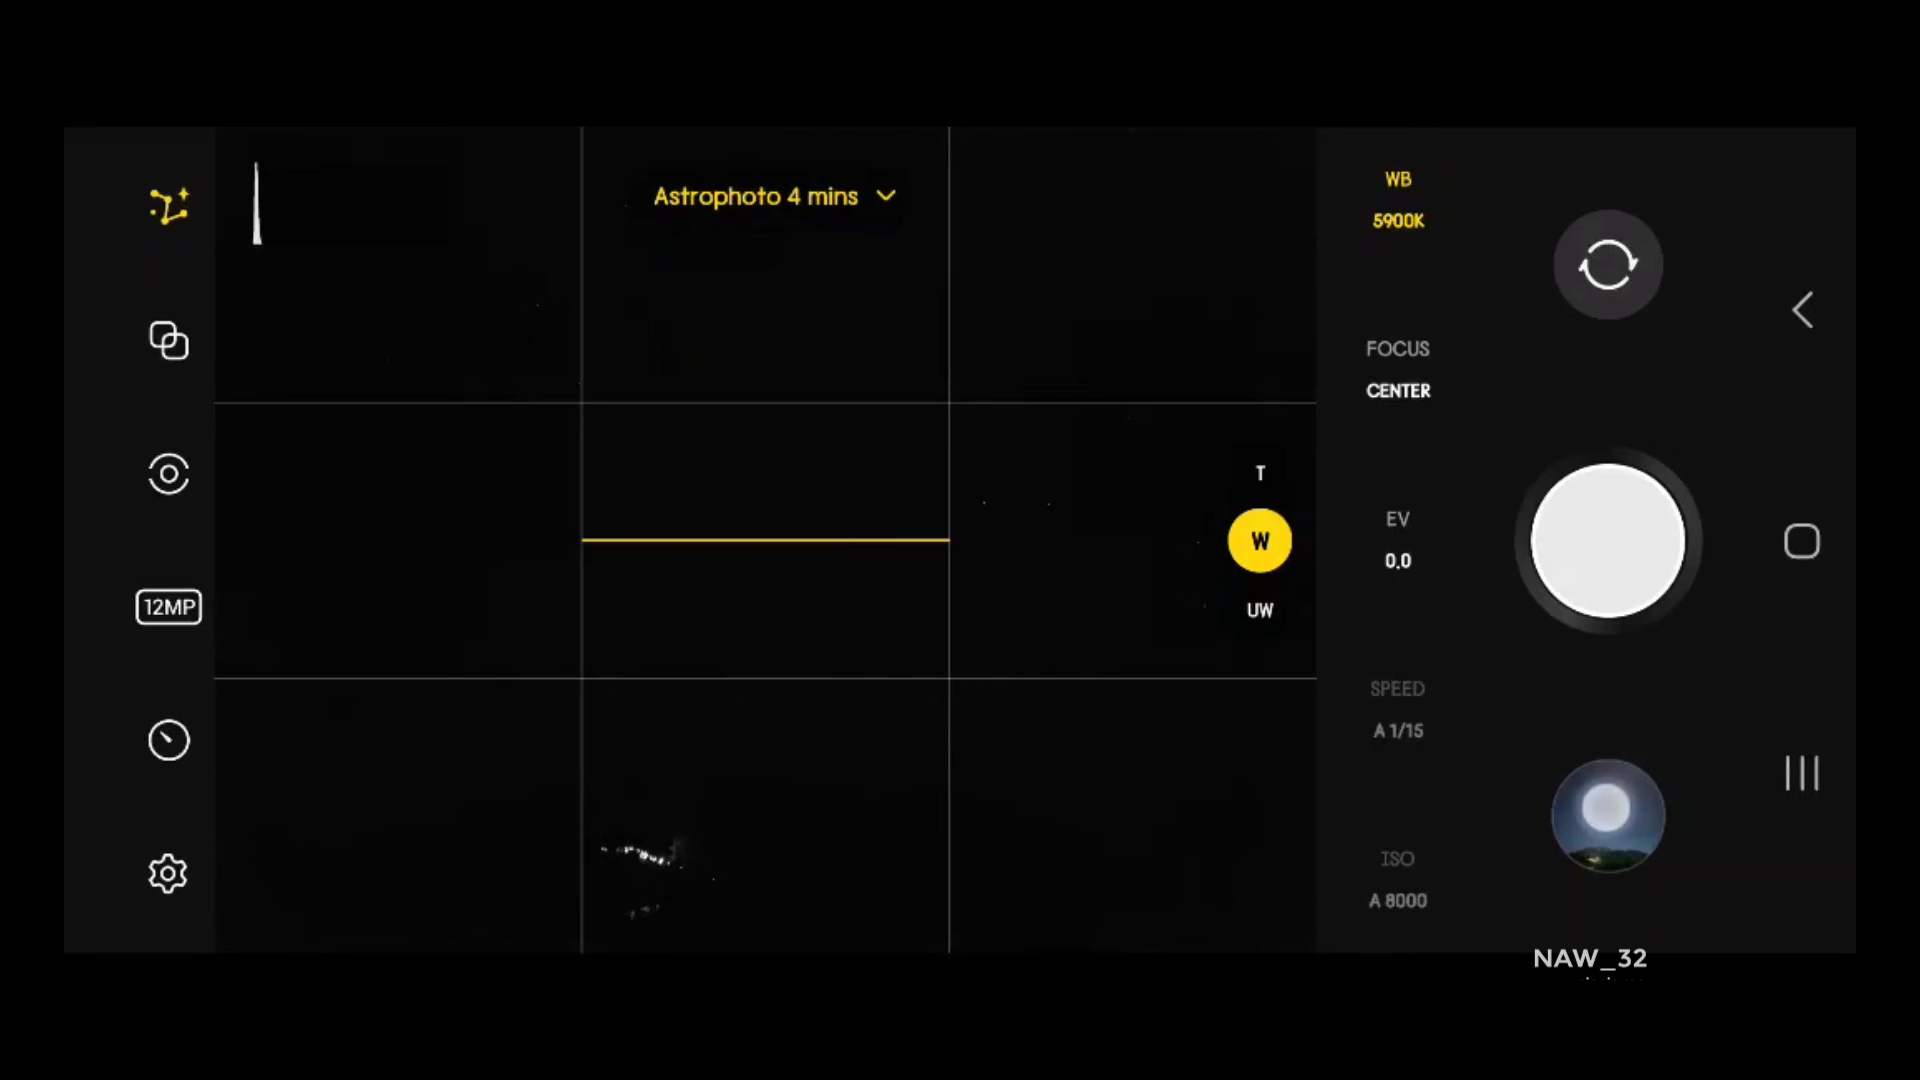 Astrophoto 4 mins
12MP
T
W
UW
WB
5900K
FOCUS
CENTER
EV
0.0
SPEED
A 1/15
ISO
A 8000
NAW_32